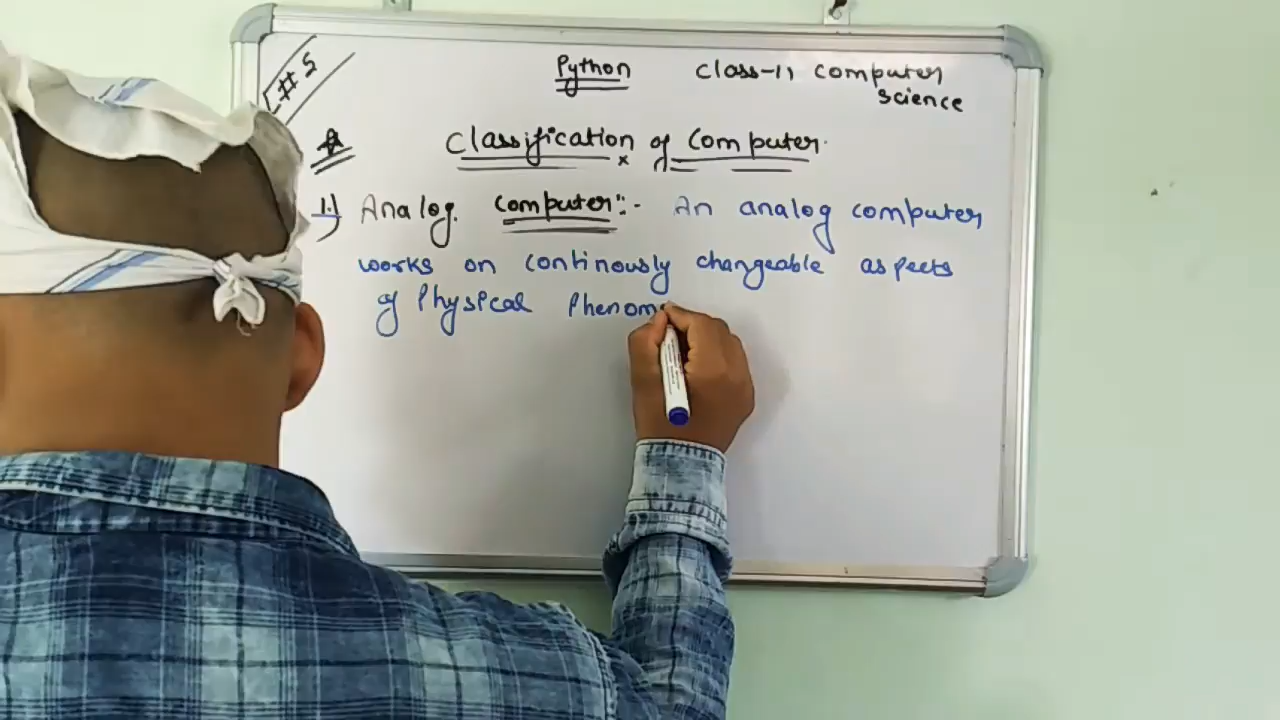 L-# 5
Python Class-11 Computer
Science
Classification of Computer.
1.) Analog. Computer:- An analog computer
works on continously changeable aspects
of Physical Phenom